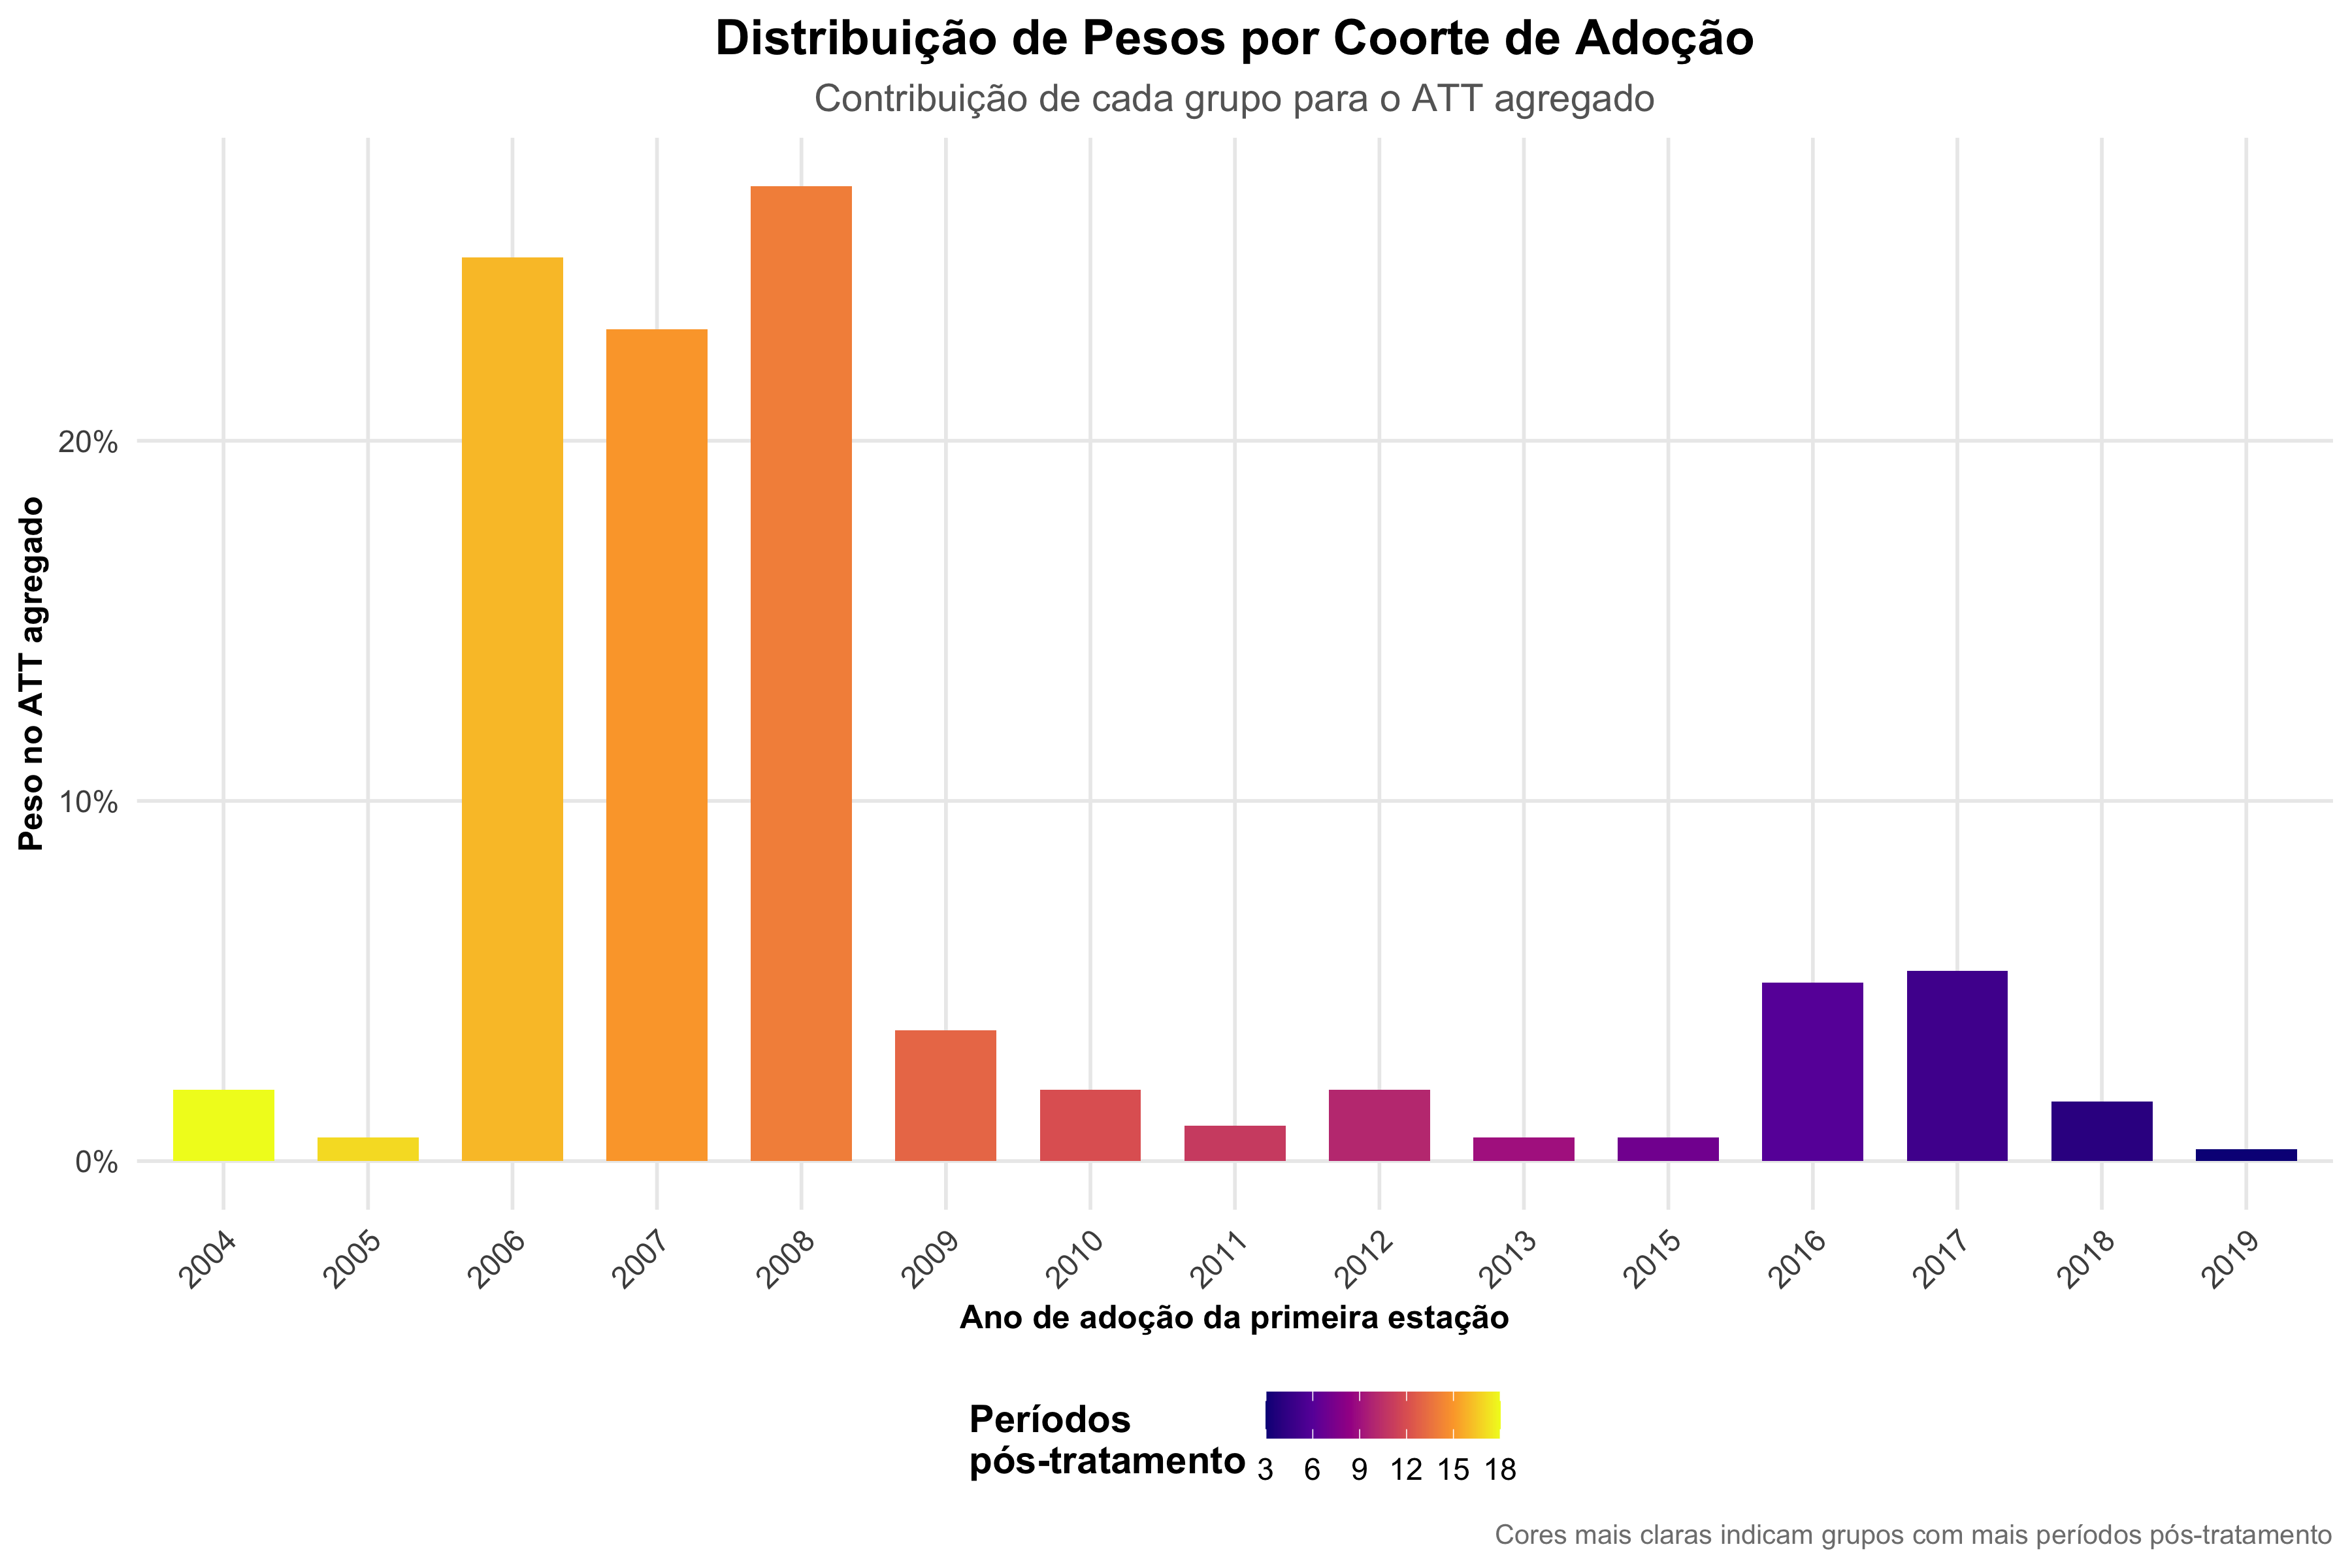 Distribuição de Pesos por Coorte de Adoção
Contribuição de cada grupo para o ATT agregado
Peso no ATT agregado
20%
10%
0%
2004
2005
2006
2007
2008
2009
2010
2011
2012
2013
2015
2016
2017
2018
2019
Ano de adoção da primeira estação
Períodos
pós-tratamento
3 6 9 12 15 18
Cores mais claras indicam grupos com mais períodos pós-tratamento